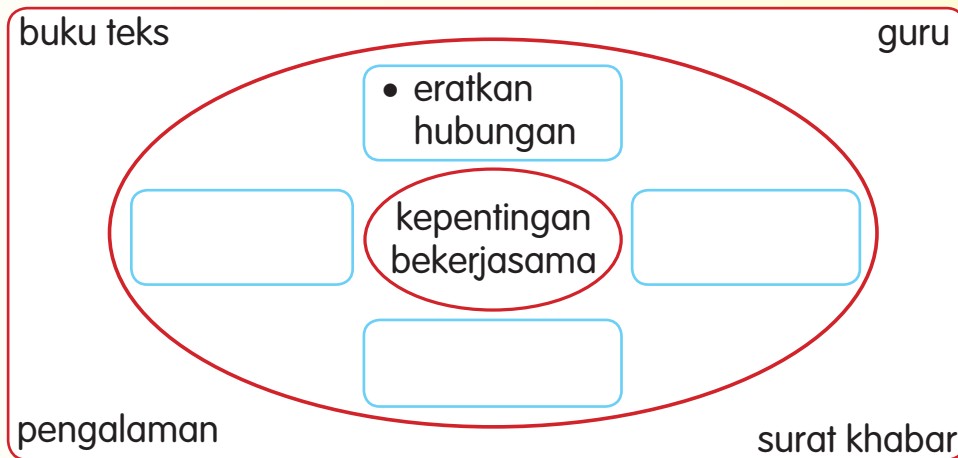 buku teks
guru
• eratkan
hubungan
kepentingan
bekerjasama
pengalaman
surat khabar